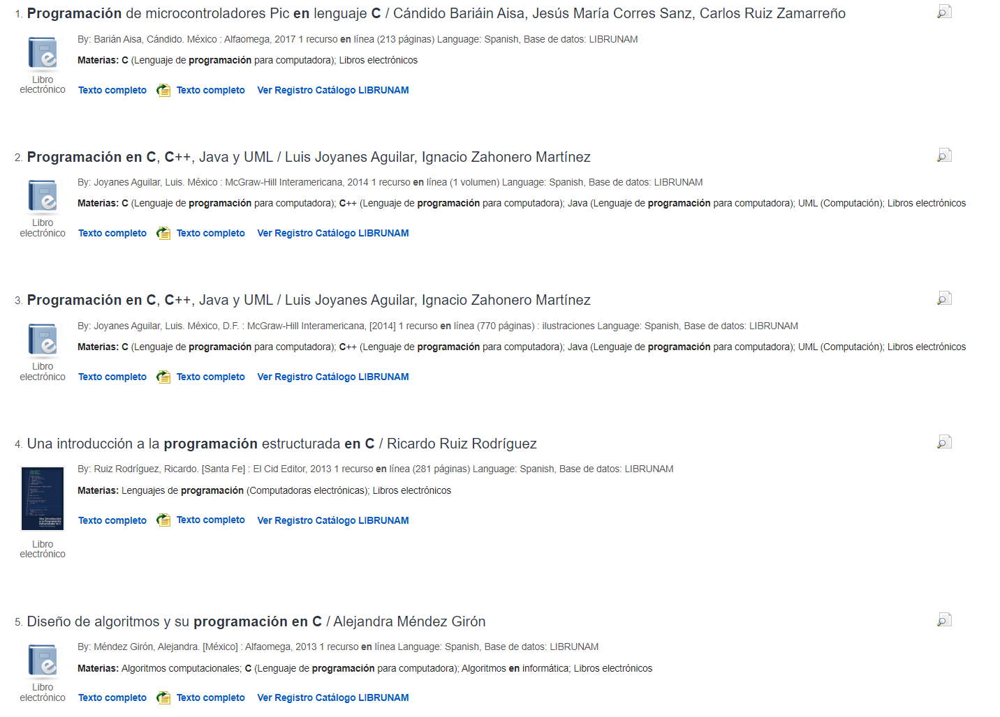 1. Programación de microcontroladores Pic en lenguaje C / Cándido Bariáin Aisa, Jesús María Corres Sanz, Carlos Ruiz Zamarreño
By: Barián Aisa, Cándido. México : Alfaomega, 2017 1 recurso en línea (213 páginas) Language: Spanish, Base de datos: LIBRUNAM
Materias: C (Lenguaje de programación para computadora); Libros electrónicos
Libro
electrónico
Texto completo Texto completo Ver Registro Catálogo LIBRUNAM
2. Programación en C, C++, Java y UML / Luis Joyanes Aguilar, Ignacio Zahonero Martínez
By: Joyanes Aguilar, Luis. México : McGraw-Hill Interamericana, 2014 1 recurso en línea (1 volumen) Language: Spanish, Base de datos: LIBRUNAM
Materias: C (Lenguaje de programación para computadora); C++ (Lenguaje de programación para computadora); Java (Lenguaje de programación para computadora); UML (Computación); Libros electrónicos
Libro
electrónico
Texto completo Texto completo Ver Registro Catálogo LIBRUNAM
3. Programación en C, C++, Java y UML / Luis Joyanes Aguilar, Ignacio Zahonero Martínez
By: Joyanes Aguilar, Luis. México, D.F. : McGraw-Hill Interamericana, [2014] 1 recurso en línea (770 páginas) : ilustraciones Language: Spanish, Base de datos: LIBRUNAM
Materias: C (Lenguaje de programación para computadora); C++ (Lenguaje de programación para computadora); Java (Lenguaje de programación para computadora); UML (Computación); Libros electrónicos
Libro
electrónico
Texto completo Texto completo Ver Registro Catálogo LIBRUNAM
4. Una introducción a la programación estructurada en C / Ricardo Ruiz Rodríguez
By: Ruiz Rodríguez, Ricardo. [Santa Fe] : El Cid Editor, 2013 1 recurso en línea (281 páginas) Language: Spanish, Base de datos: LIBRUNAM
Materias: Lenguajes de programación (Computadoras electrónicas); Libros electrónicos
Una Introducción
a la Programación
Estructurada en C
Texto completo Texto completo Ver Registro Catálogo LIBRUNAM
Libro
electrónico
5. Diseño de algoritmos y su programación en C / Alejandra Méndez Girón
By: Méndez Girón, Alejandra. [México] : Alfaomega, 2013 1 recurso en línea Language: Spanish, Base de datos: LIBRUNAM
Materias: Algoritmos computacionales; C (Lenguaje de programación para computadora); Algoritmos en informática; Libros electrónicos
Libro
electrónico
Texto completo Texto completo Ver Registro Catálogo LIBRUNAM